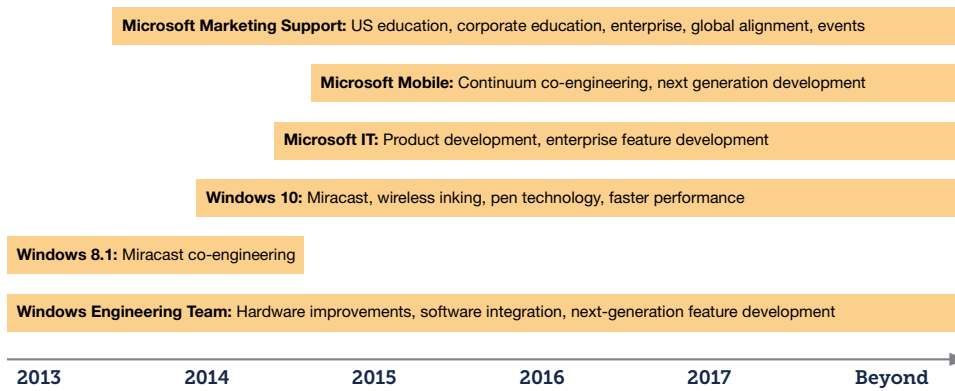 Microsoft Marketing Support: US education, corporate education, enterprise, global alignment, events
Microsoft Mobile: Continuum co-engineering, next generation development
Microsoft IT: Product development, enterprise feature development
Windows 10: Miracast, wireless inking, pen technology, faster performance
Windows 8.1: Miracast co-engineering
Windows Engineering Team: Hardware improvements, software integration, next-generation feature development
2013 2014 2015 2016 2017 Beyond